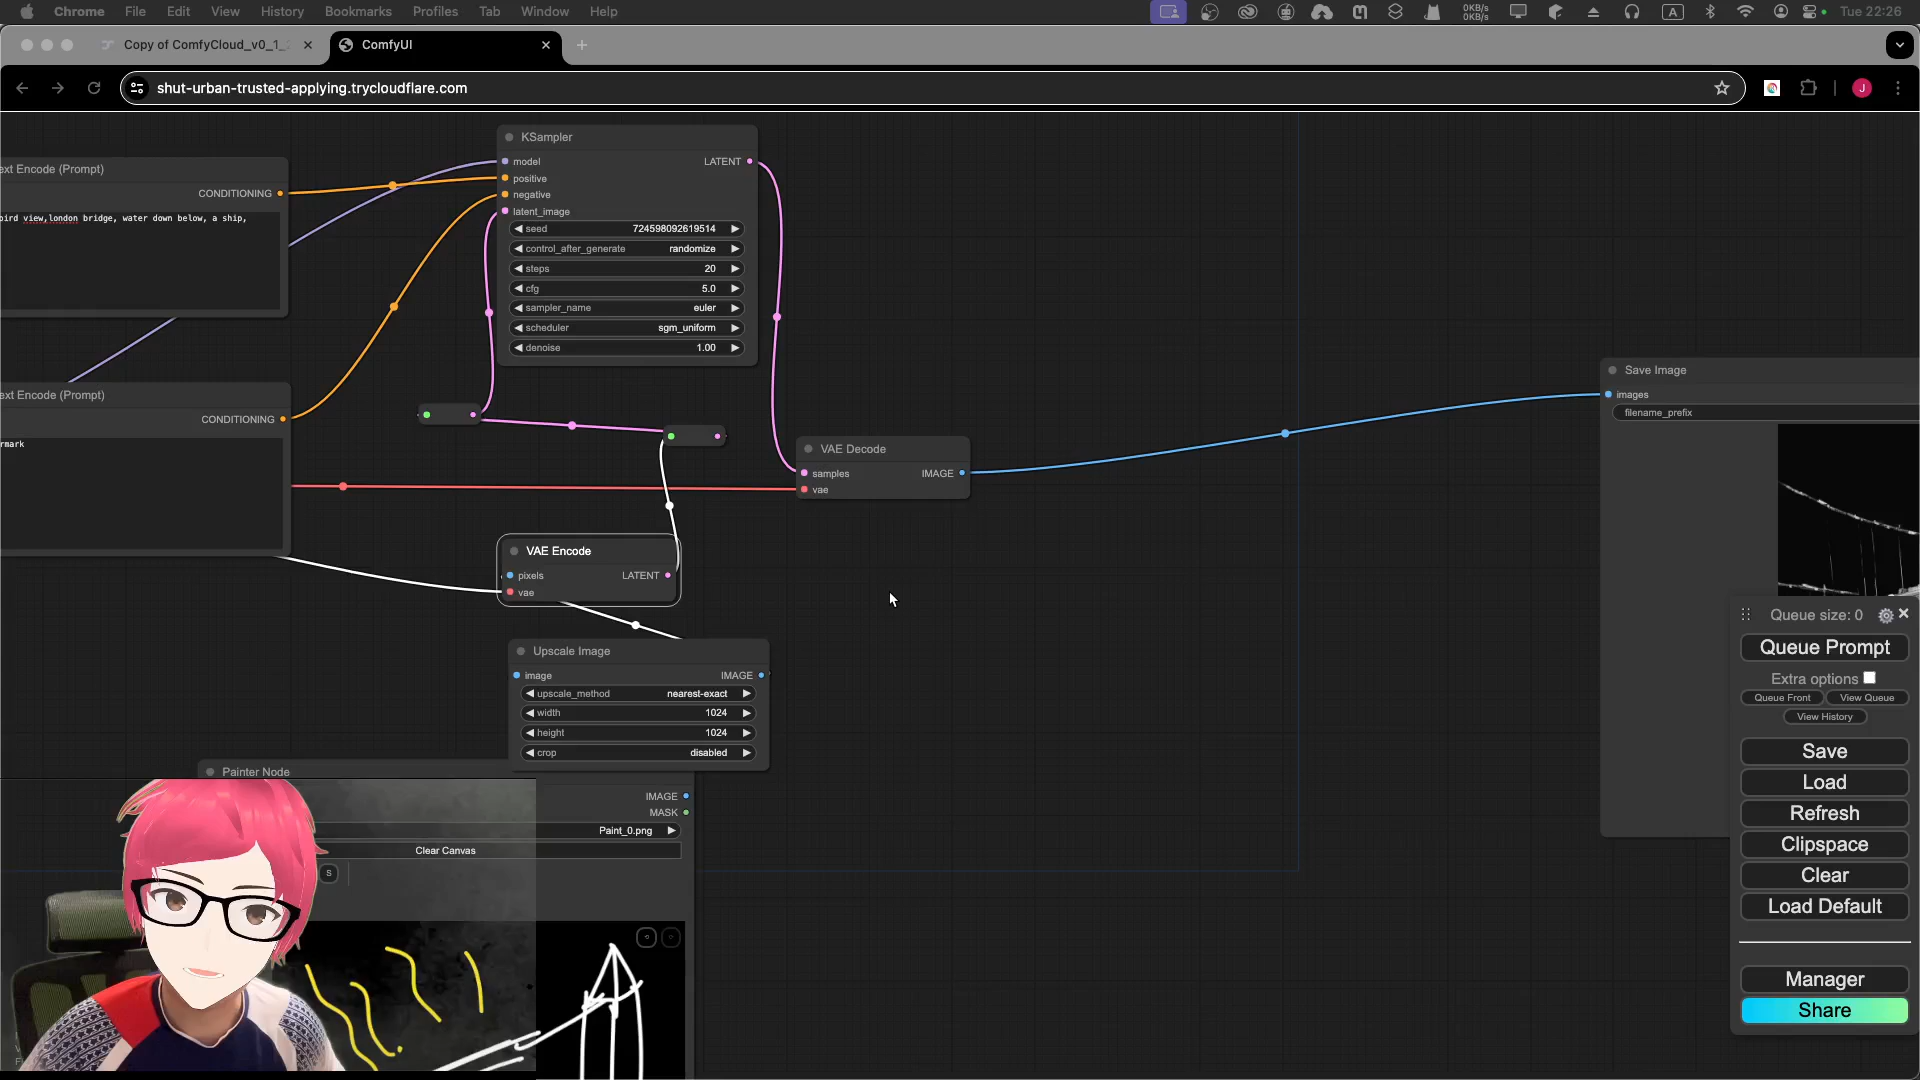 Chrome File Edit View History Bookmarks Profiles Tab Window Help
0KB/s
0KB/s
A
Tue 22:26
Copy of ComfyCloud_v0_1_
ComfyUI
shut-urban-trusted-applying.trycloudflare.com
J
ext Encode (Prompt)
CONDITIONING
bird view,london bridge, water down below, a ship,
ext Encode (Prompt)
CONDITIONING
rmark
KSampler
model LATENT
positive
negative
latent_image
seed 724598092619514
control_after_generate randomize
steps 20
cfg 5.0
sampler_name euler
scheduler sgm_uniform
denoise 1.00
VAE Decode
samples IMAGE
vae
VAE Encode
pixels LATENT
vae
Upscale Image
image IMAGE
upscale_method nearest-exact
width 1024
height 1024
crop disabled
Painter Node
IMAGE
MASK
Paint_0.png
Clear Canvas
S
Save Image
images
filename_prefix
Queue size: 0
Queue Prompt
Extra options
Queue Front View Queue
View History
Save
Load
Refresh
Clipspace
Clear
Load Default
Manager
Share